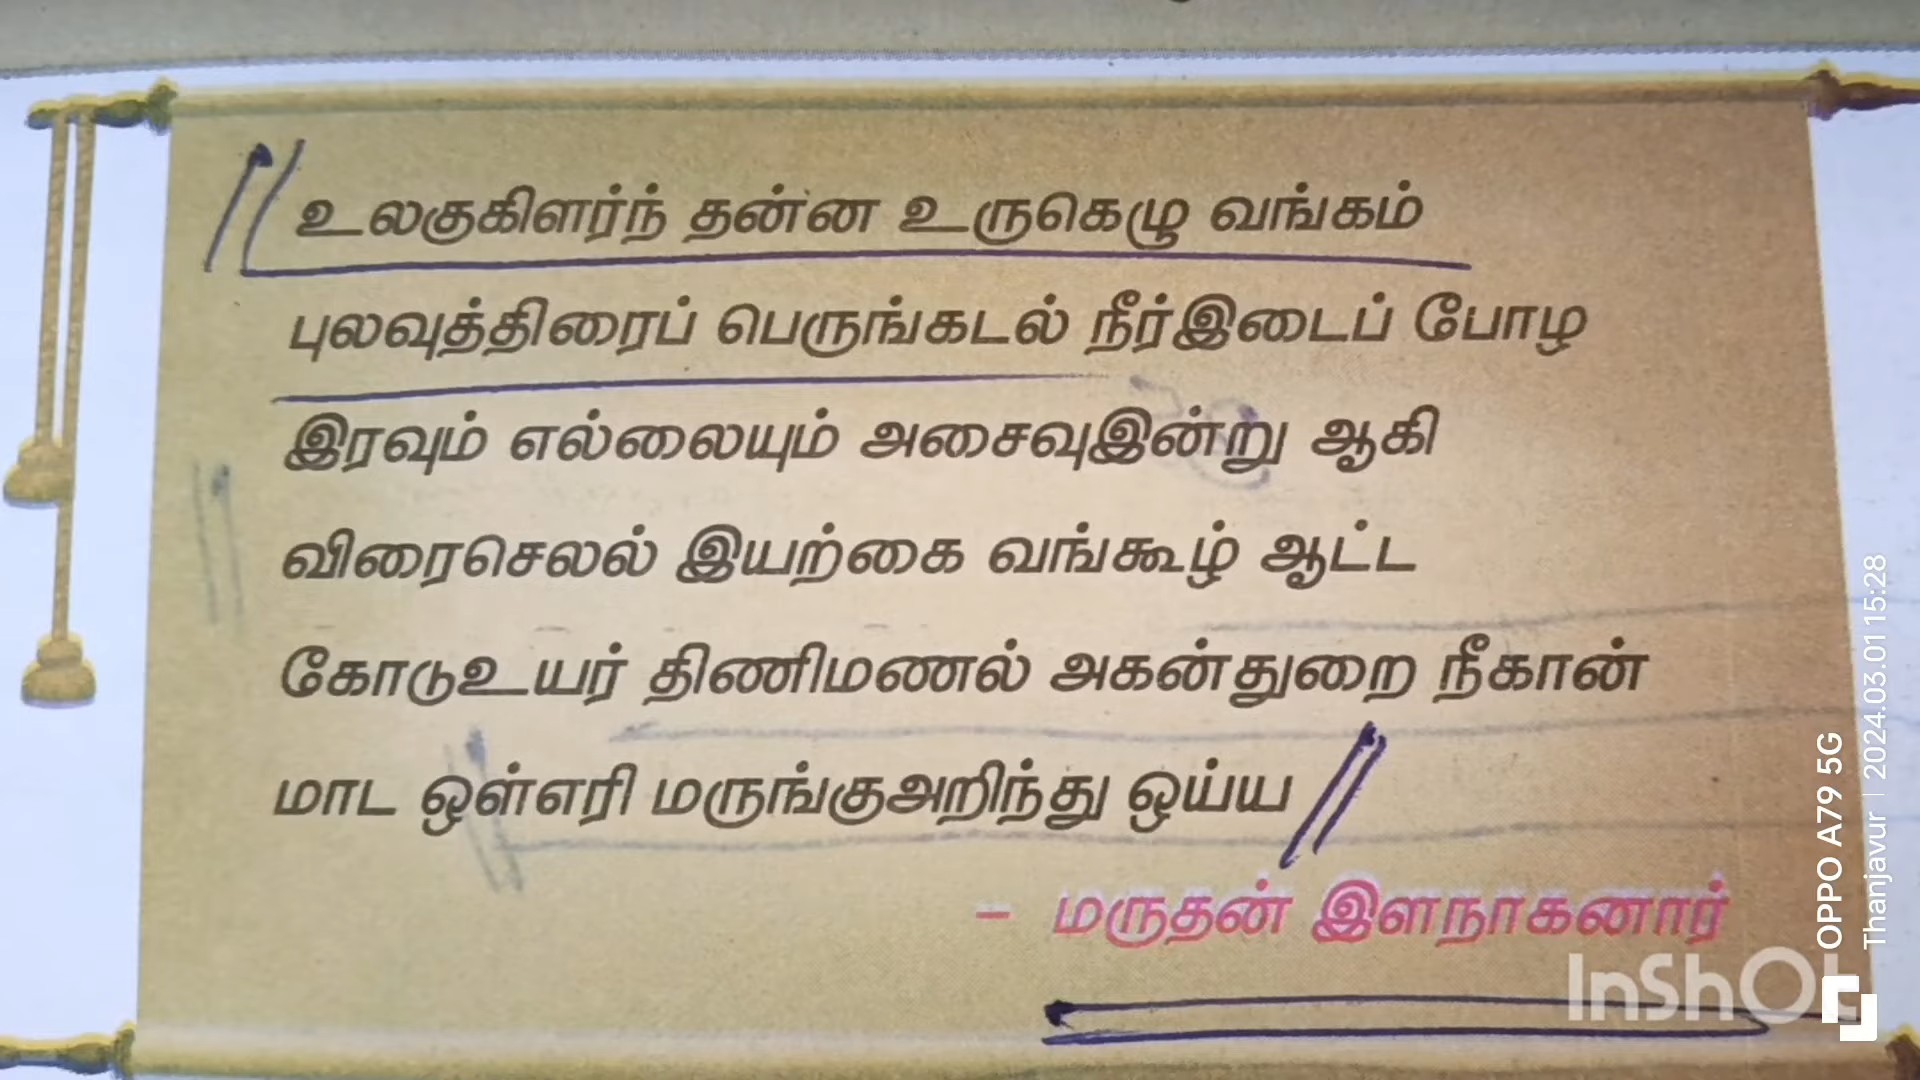 உலகுகிளர்ந் தன்ன உருகெழு வங்கம்
புலவுத்திரைப் பெருங்கடல் நீர்இடைப் போழ
இரவும் எல்லையும் அசைவுஇன்று ஆகி
விரைசெலல் இயற்கை வங்கூழ் ஆட்ட
கோடுஉயர் திணிமணல் அகன்துறை நீகான்
மாட ஒள்எரி மருங்குஅறிந்து ஒய்ய
– மருதன் இளநாகனார்
InShOt
OPPO A79 5G
Thanjavur | 2024.03.01 15:28